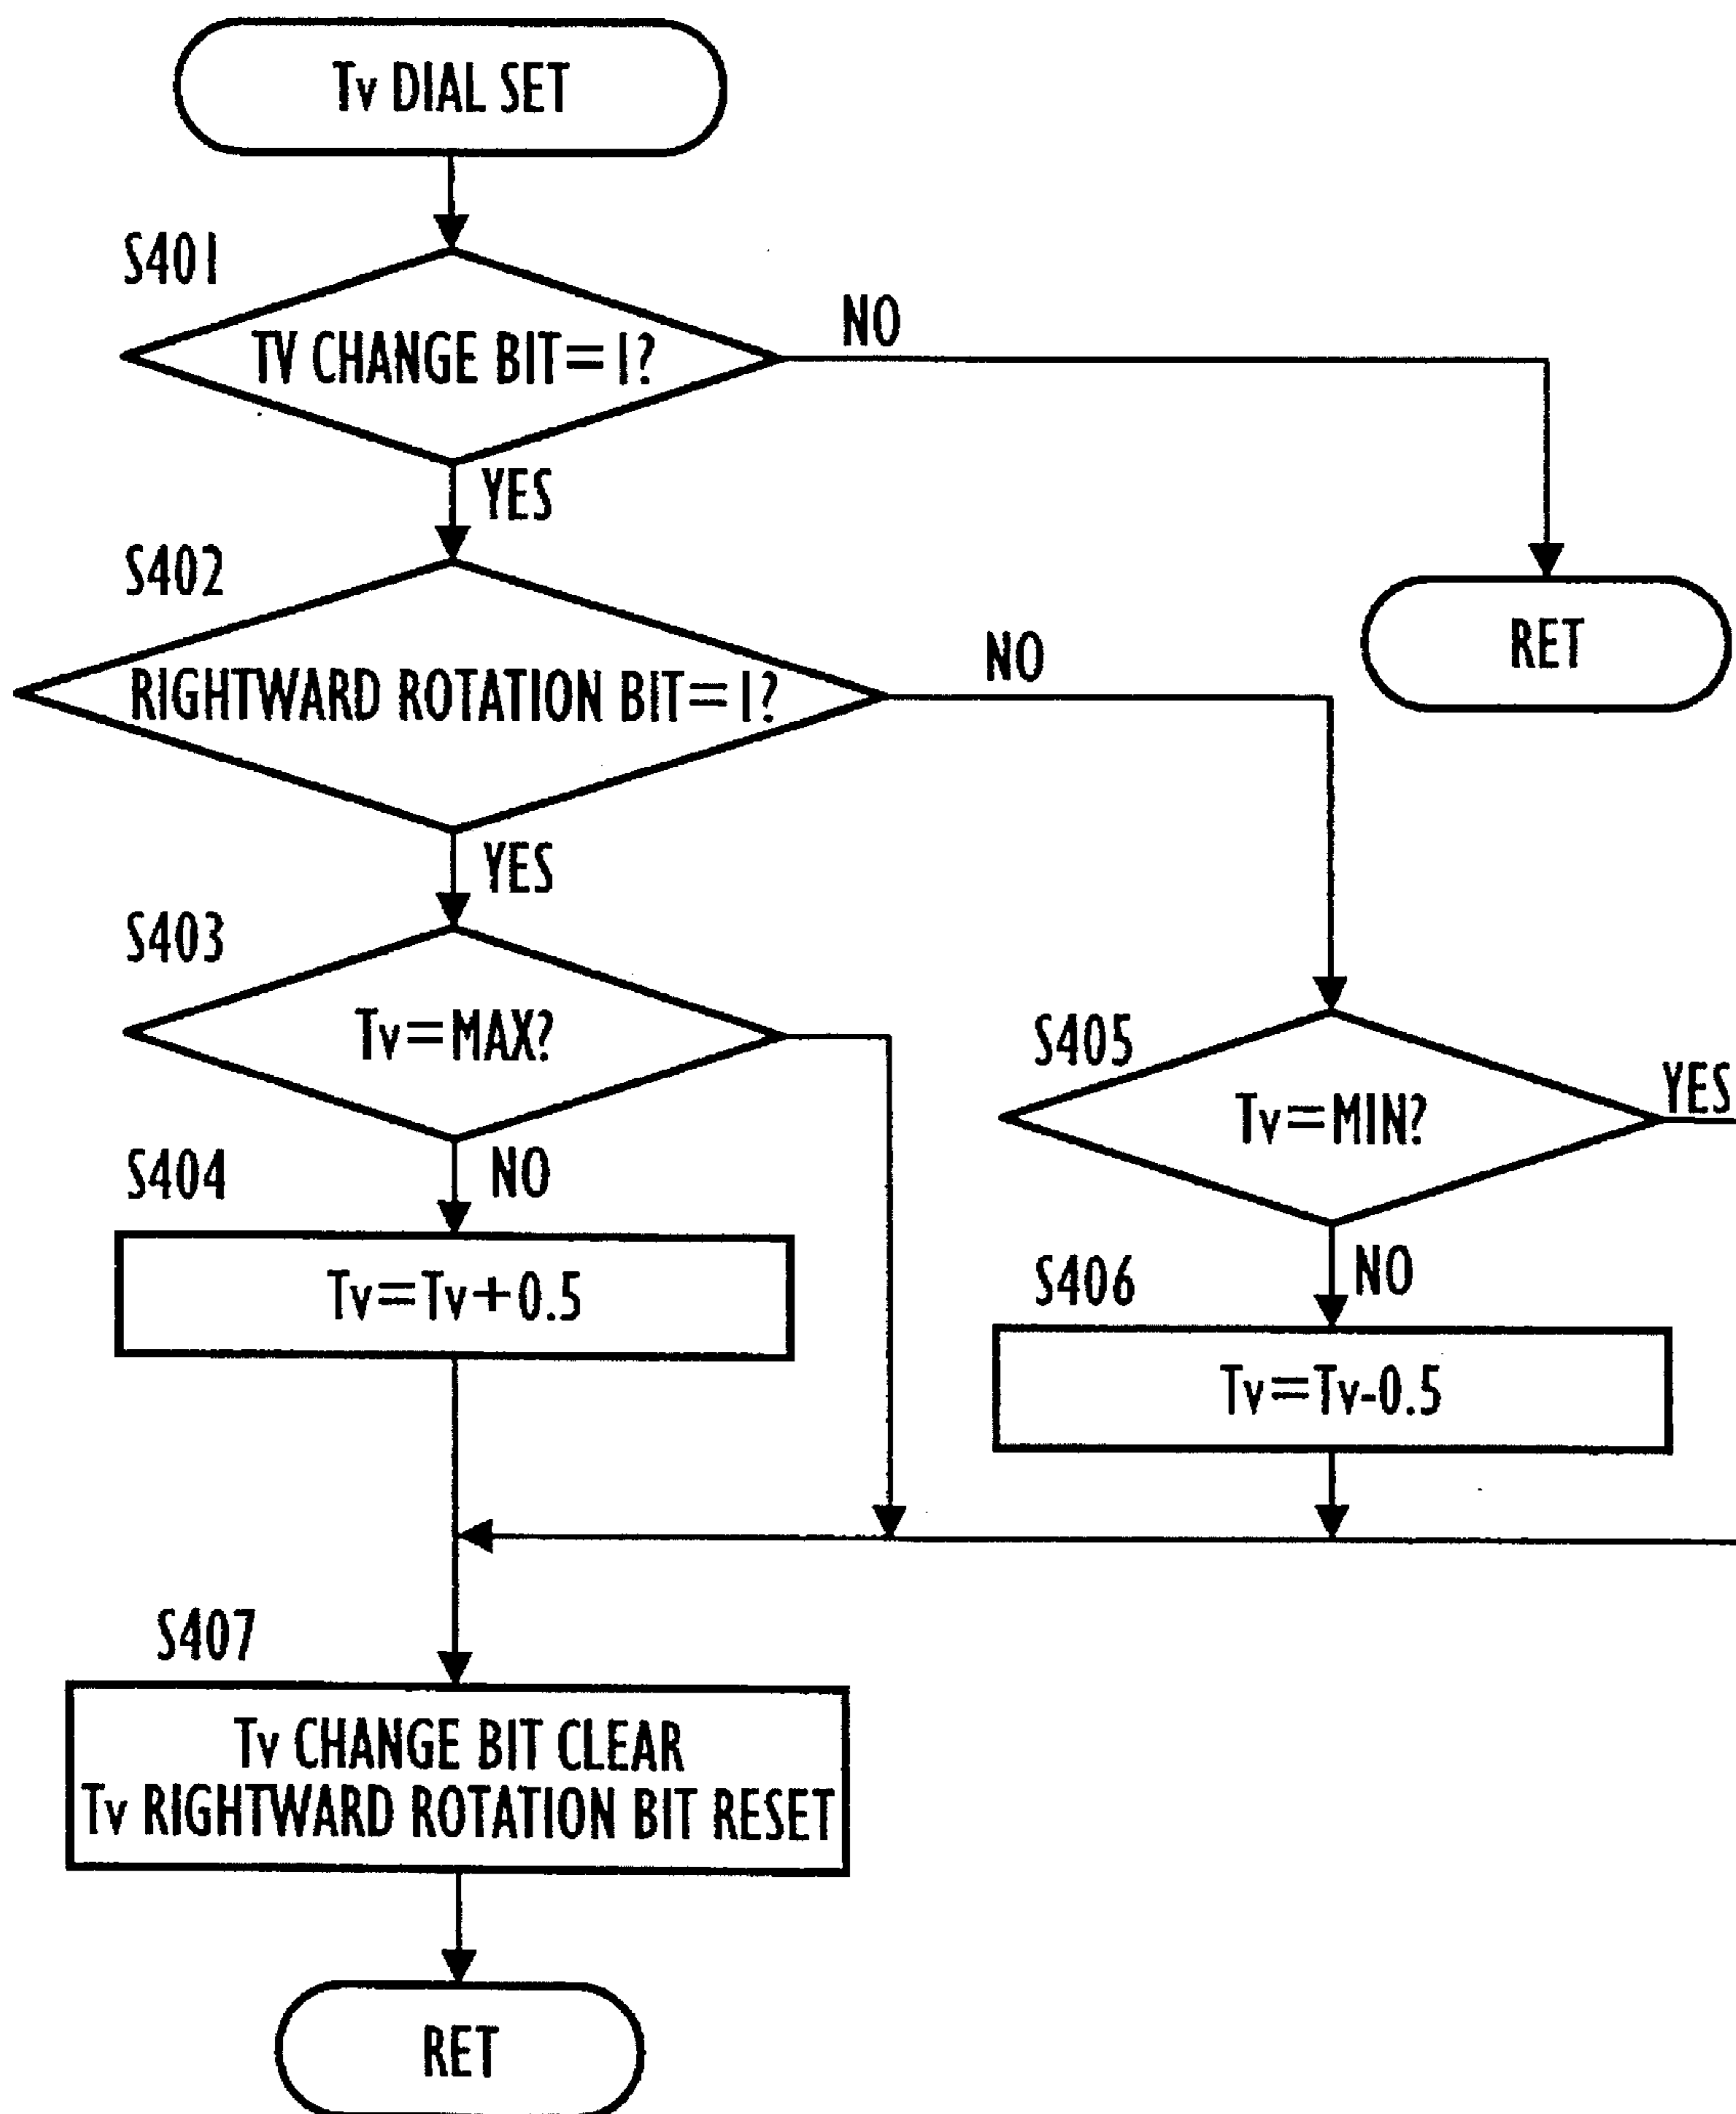 Tv DIAL SET
S401
TV CHANGE BIT=1?
NO
YES
S402
RIGHTWARD ROTATION BIT=1?
NO
RET
YES
S403
Tv=MAX?
S405
Tv=MIN?
YES
NO
S404
Tv=Tv+0.5
NO
S406
Tv=Tv-0.5
S407
Tv CHANGE BIT CLEAR
Tv RIGHTWARD ROTATION BIT RESET
RET